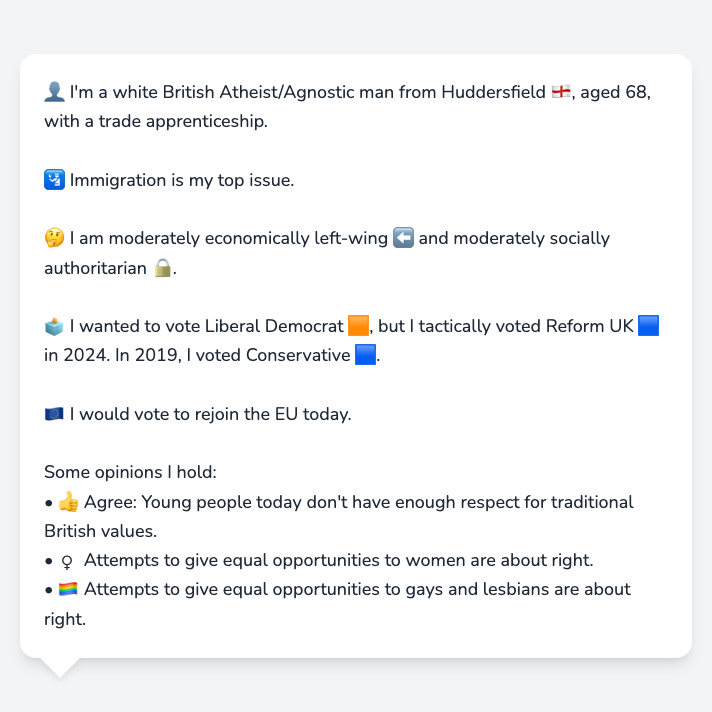 👤 I'm a white British Atheist/Agnostic man from Huddersfield 🏴󠁧󠁢󠁥󠁮󠁧󠁿, aged 68,
with a trade apprenticeship.
🛂 Immigration is my top issue.
🤔 I am moderately economically left-wing ⬅️ and moderately socially
authoritarian 🔒.
🗳️ I wanted to vote Liberal Democrat 🟧, but I tactically voted Reform UK 🟦
in 2024. In 2019, I voted Conservative 🟦.
🇪🇺 I would vote to rejoin the EU today.
Some opinions I hold:
• 👍 Agree: Young people today don't have enough respect for traditional
British values.
• ♀ Attempts to give equal opportunities to women are about right.
• 🏳️‍🌈 Attempts to give equal opportunities to gays and lesbians are about
right.